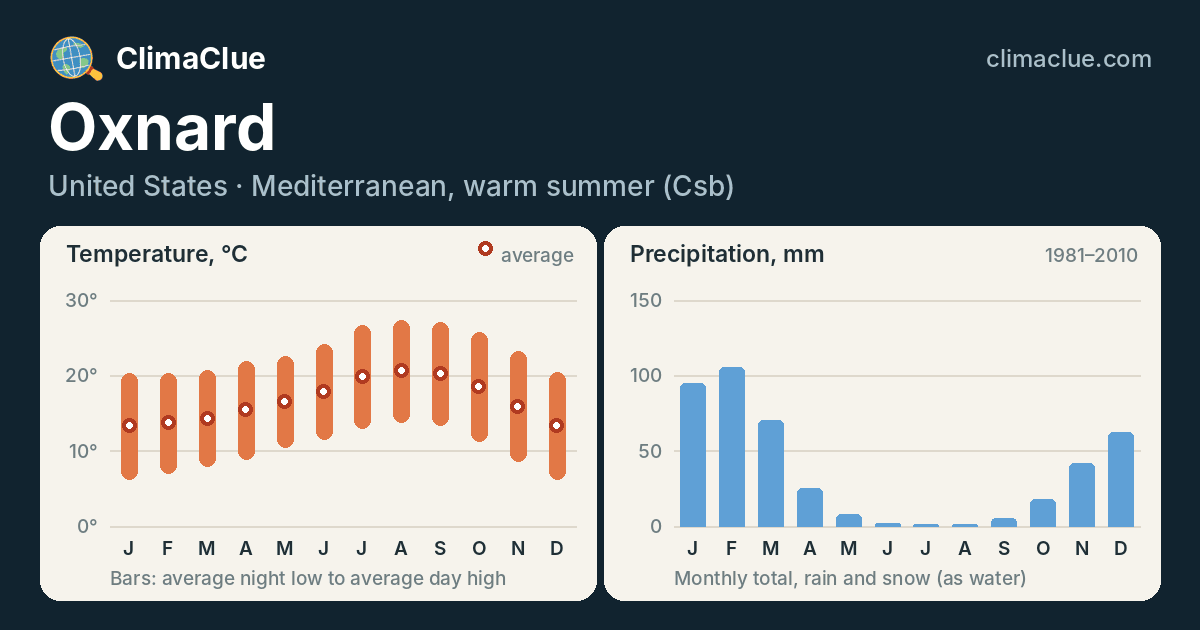 ClimaClue
climaclue.com
Oxnard
United States · Mediterranean, warm summer (Csb)
Temperature, °C
average
30°
20°
10°
0°
J F M A M J J A S O N D
Bars: average night low to average day high
Precipitation, mm
1981–2010
150
100
50
0
J F M A M J J A S O N D
Monthly total, rain and snow (as water)